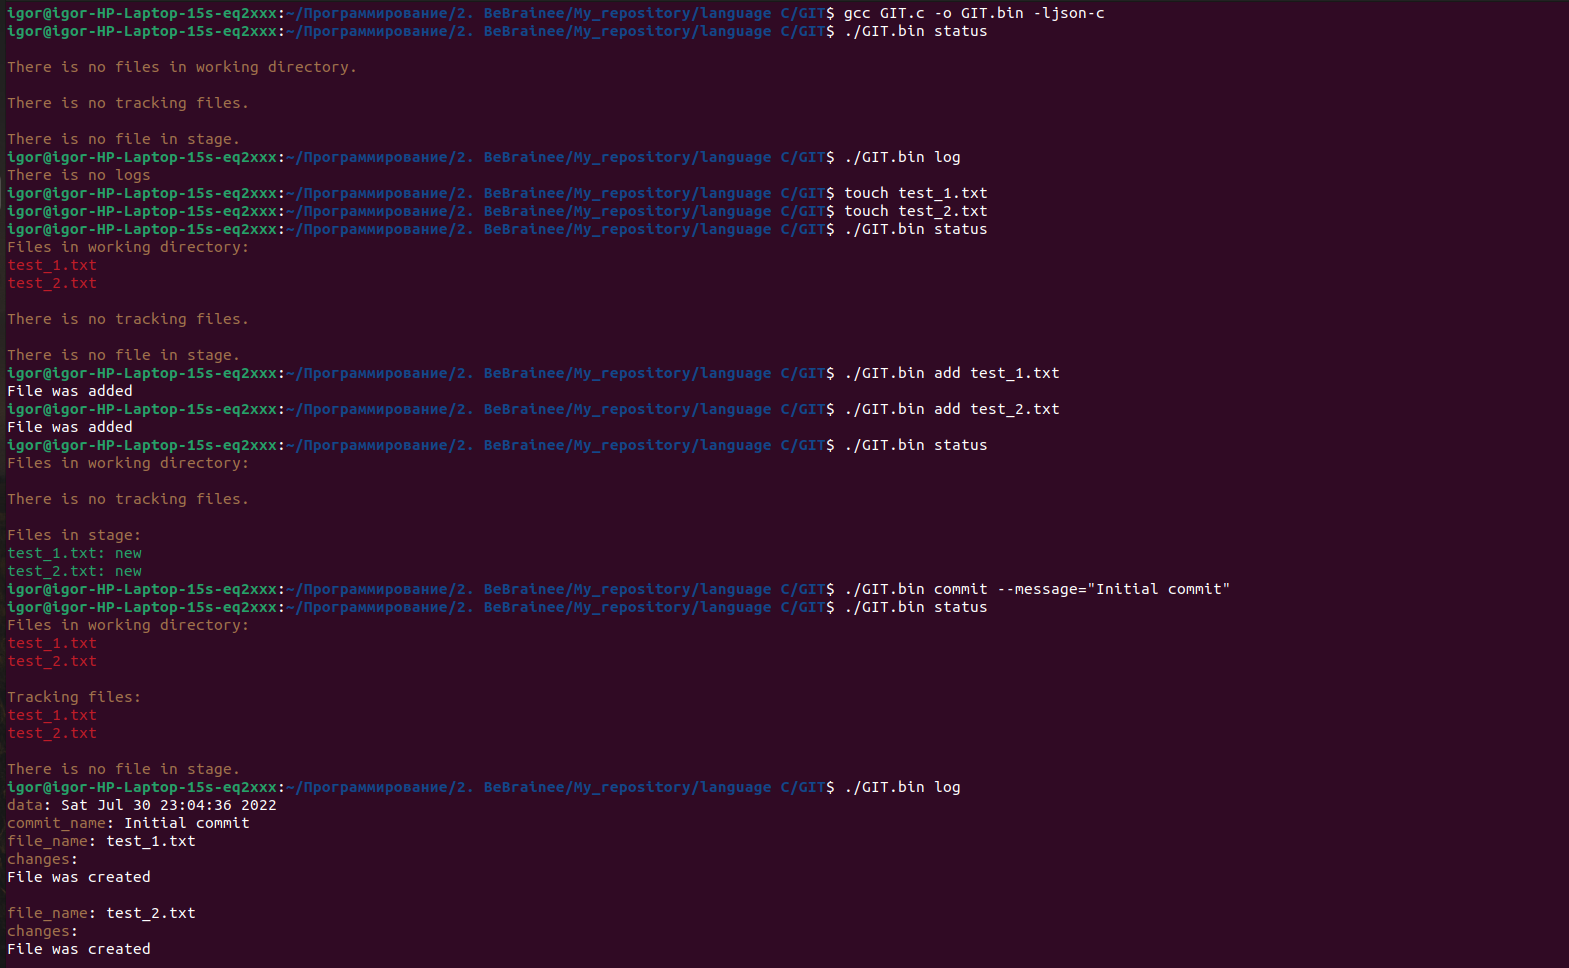 igor@igor-HP-Laptop-15s-eq2xxx:~/Программирование/2. BeBrainee/My_repository/language C/GIT$ gcc GIT.c -o GIT.bin -ljson-c
igor@igor-HP-Laptop-15s-eq2xxx:~/Программирование/2. BeBrainee/My_repository/language C/GIT$ ./GIT.bin status
There is no files in working directory.
There is no tracking files.
There is no file in stage.
igor@igor-HP-Laptop-15s-eq2xxx:~/Программирование/2. BeBrainee/My_repository/language C/GIT$ ./GIT.bin log
There is no logs
igor@igor-HP-Laptop-15s-eq2xxx:~/Программирование/2. BeBrainee/My_repository/language C/GIT$ touch test_1.txt
igor@igor-HP-Laptop-15s-eq2xxx:~/Программирование/2. BeBrainee/My_repository/language C/GIT$ touch test_2.txt
igor@igor-HP-Laptop-15s-eq2xxx:~/Программирование/2. BeBrainee/My_repository/language C/GIT$ ./GIT.bin status
Files in working directory:
test_1.txt
test_2.txt
There is no tracking files.
There is no file in stage.
igor@igor-HP-Laptop-15s-eq2xxx:~/Программирование/2. BeBrainee/My_repository/language C/GIT$ ./GIT.bin add test_1.txt
File was added
igor@igor-HP-Laptop-15s-eq2xxx:~/Программирование/2. BeBrainee/My_repository/language C/GIT$ ./GIT.bin add test_2.txt
File was added
igor@igor-HP-Laptop-15s-eq2xxx:~/Программирование/2. BeBrainee/My_repository/language C/GIT$ ./GIT.bin status
Files in working directory:
There is no tracking files.
Files in stage:
test_1.txt: new
test_2.txt: new
igor@igor-HP-Laptop-15s-eq2xxx:~/Программирование/2. BeBrainee/My_repository/language C/GIT$ ./GIT.bin commit --message="Initial commit"
igor@igor-HP-Laptop-15s-eq2xxx:~/Программирование/2. BeBrainee/My_repository/language C/GIT$ ./GIT.bin status
Files in working directory:
test_1.txt
test_2.txt
Tracking files:
test_1.txt
test_2.txt
There is no file in stage.
igor@igor-HP-Laptop-15s-eq2xxx:~/Программирование/2. BeBrainee/My_repository/language C/GIT$ ./GIT.bin log
data: Sat Jul 30 23:04:36 2022
commit_name: Initial commit
file_name: test_1.txt
changes:
File was created
file_name: test_2.txt
changes:
File was created